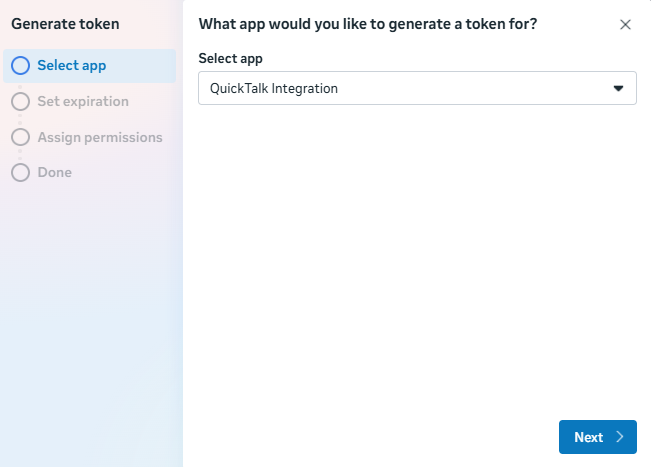 Generate token
Select app
Set expiration
Assign permissions
Done
What app would you like to generate a token for?
Select app
QuickTalk Integration
Next